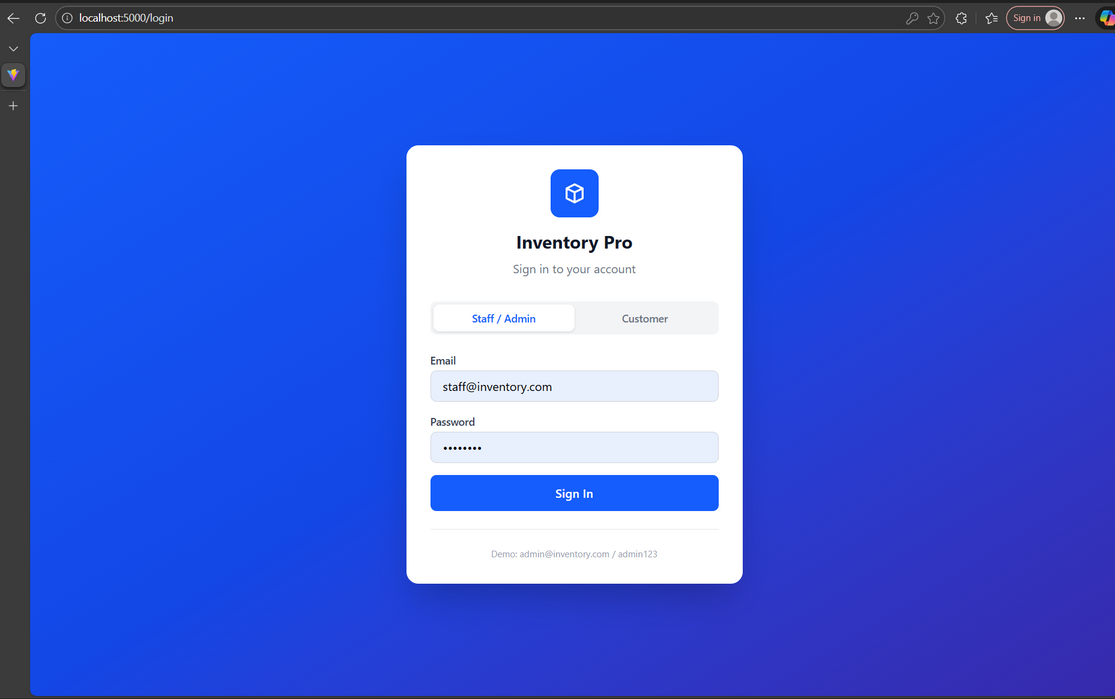 localhost:5000/login
Sign in
Inventory Pro
Sign in to your account
Staff / Admin
Customer
Email
staff@inventory.com
Password
••••••••
Sign In
Demo: admin@inventory.com / admin123